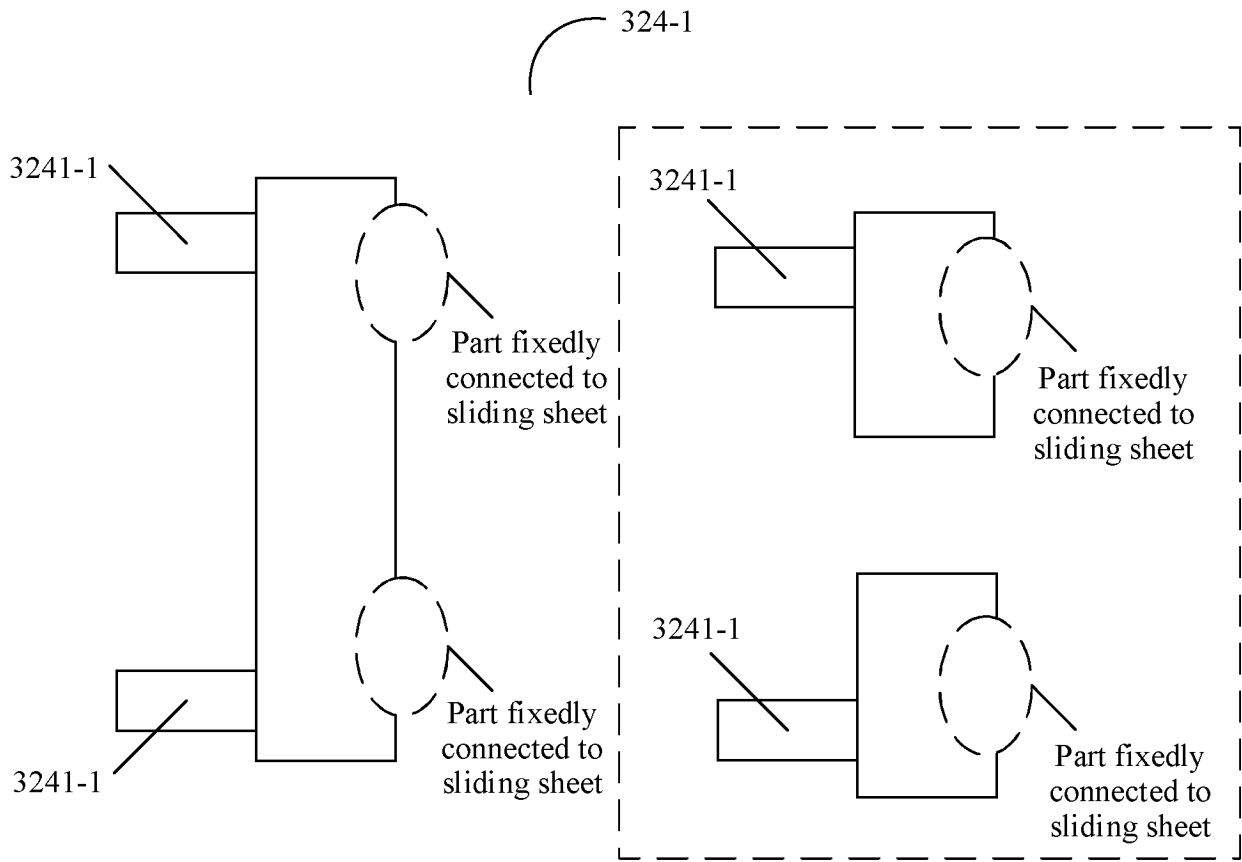 324-1
3241-1
Part fixedly
connected to
sliding sheet
Part fixedly
connected to
sliding sheet
3241-1
3241-1
Part fixedly
connected to
sliding sheet
3241-1
Part fixedly
connected to
sliding sheet